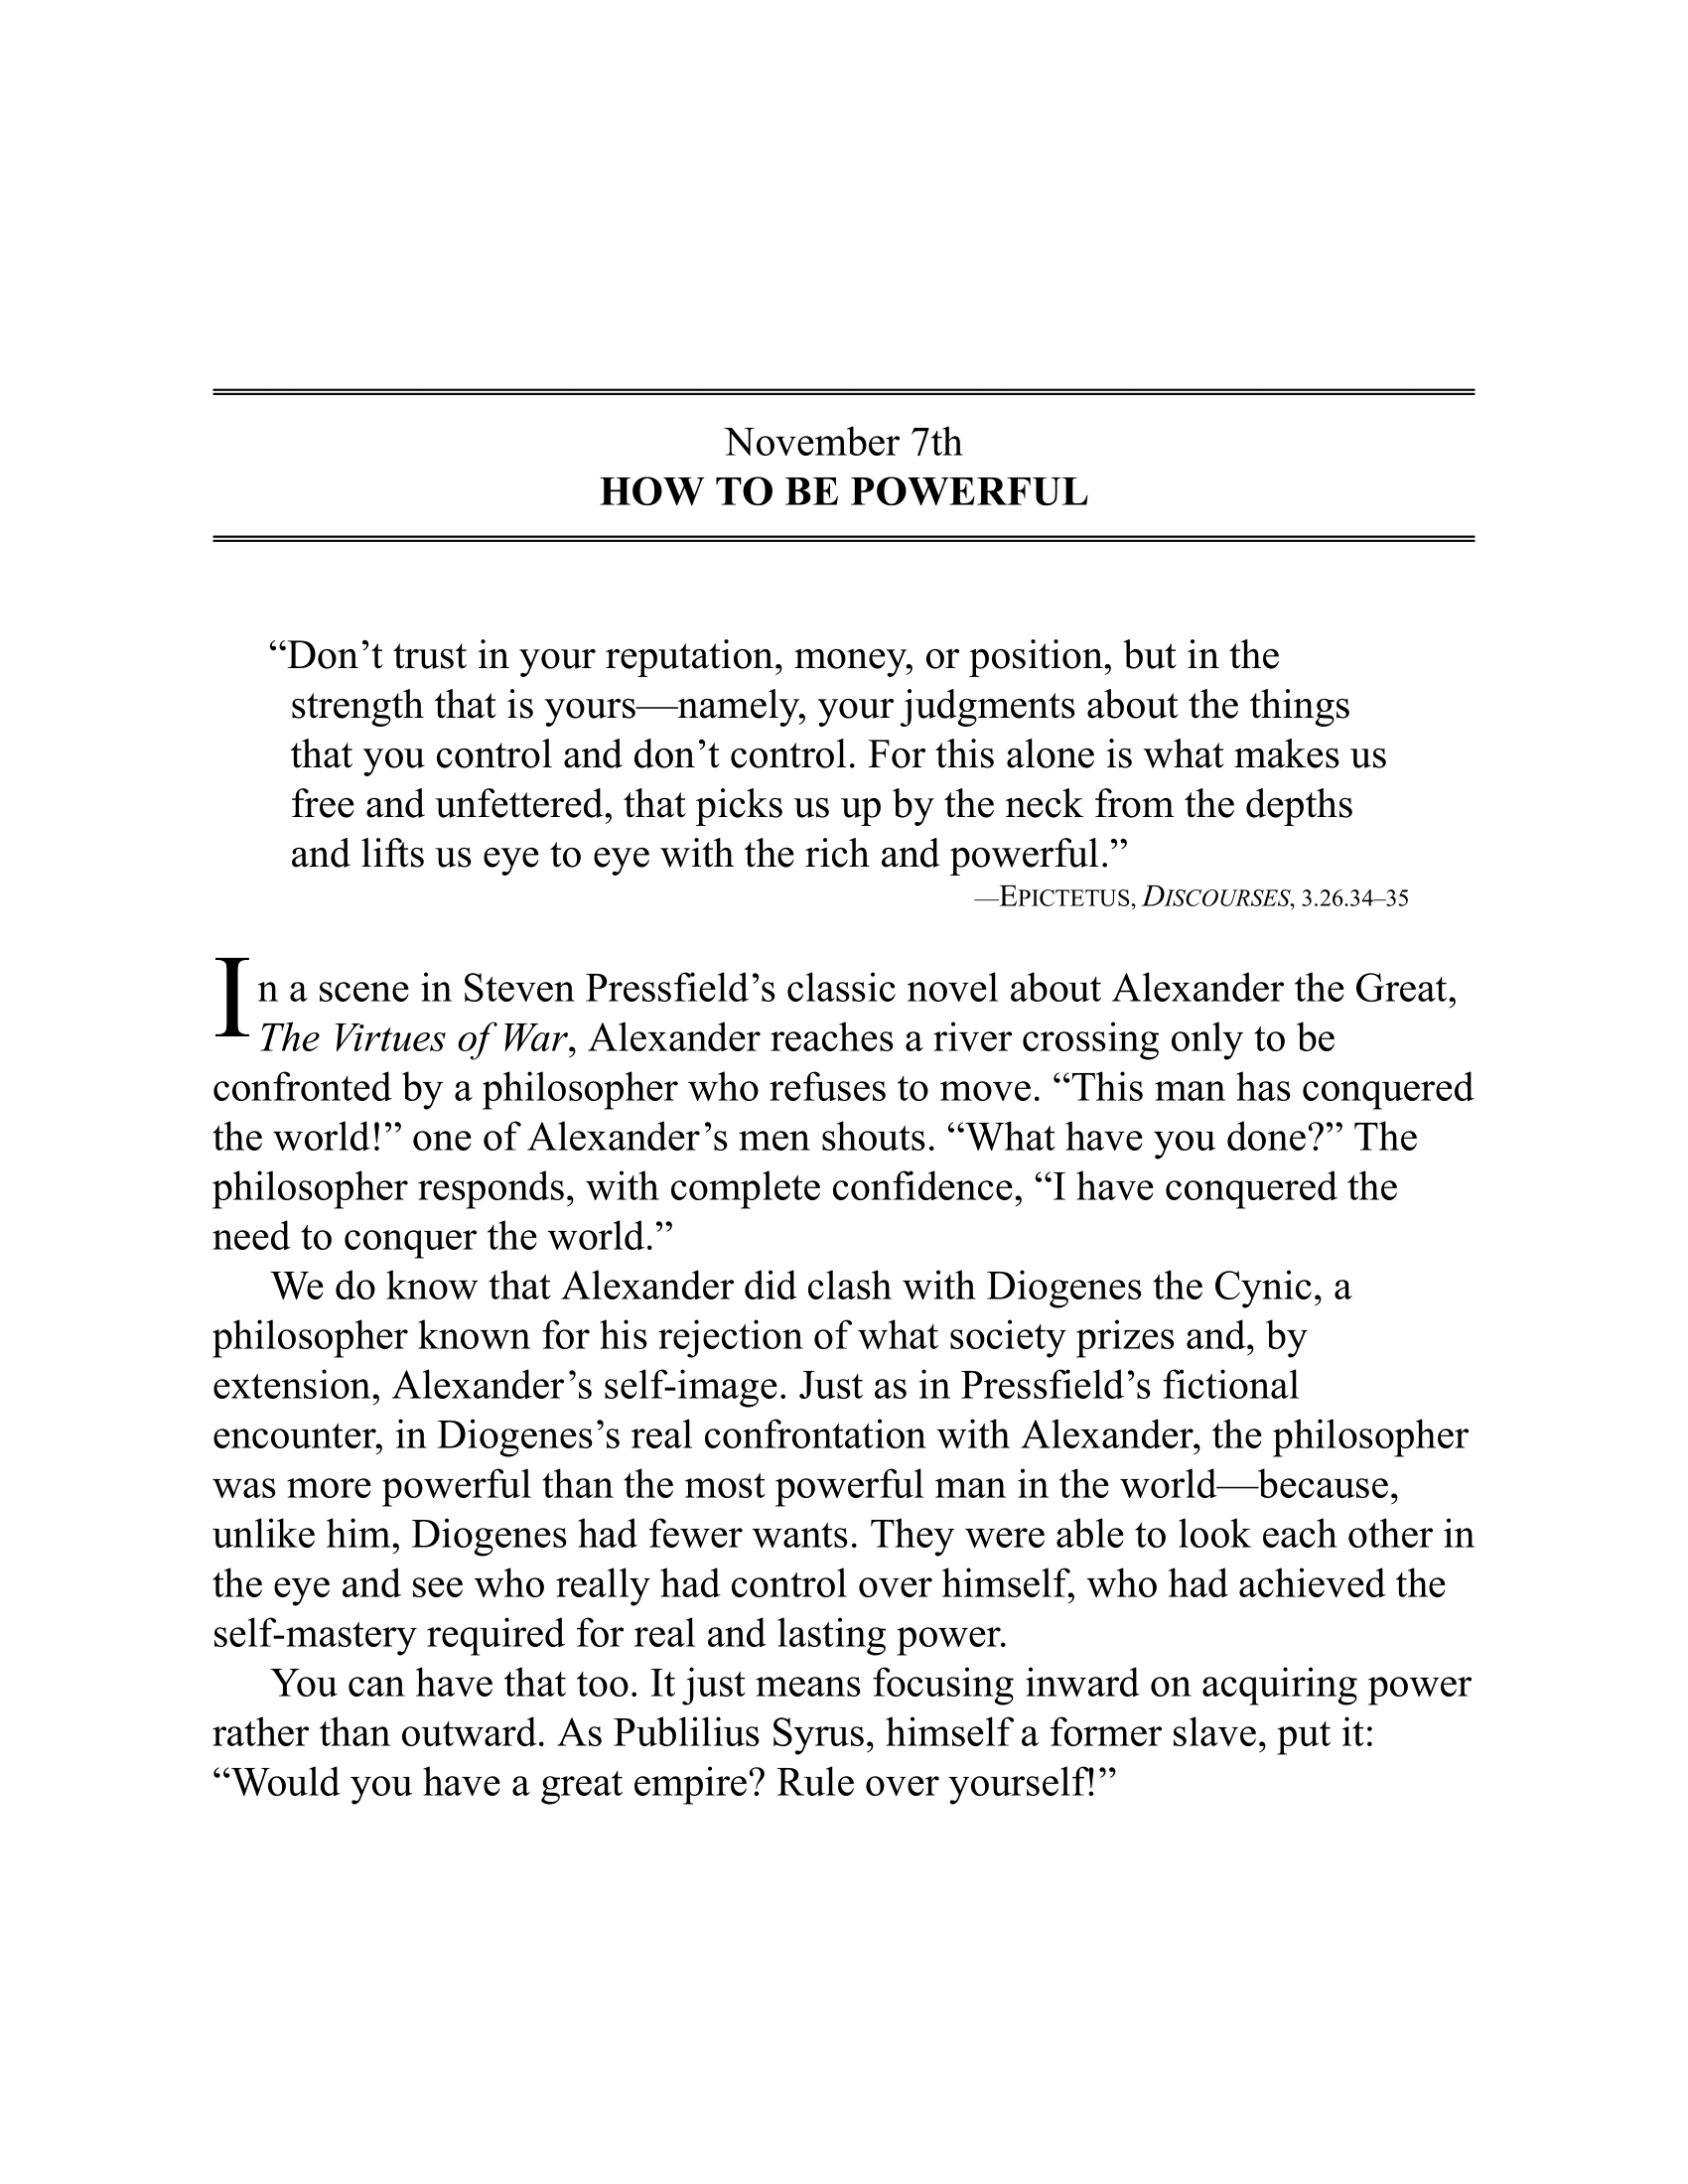 November 7th
HOW TO BE POWERFUL
“Don’t trust in your reputation, money, or position, but in the
strength that is yours—namely, your judgments about the things
that you control and don’t control. For this alone is what makes us
free and unfettered, that picks us up by the neck from the depths
and lifts us eye to eye with the rich and powerful.”
—EPICTETUS, DISCOURSES, 3.26.34–35
In a scene in Steven Pressfield’s classic novel about Alexander the Great,
The Virtues of War, Alexander reaches a river crossing only to be
confronted by a philosopher who refuses to move. “This man has conquered
the world!” one of Alexander’s men shouts. “What have you done?” The
philosopher responds, with complete confidence, “I have conquered the
need to conquer the world.”
We do know that Alexander did clash with Diogenes the Cynic, a
philosopher known for his rejection of what society prizes and, by
extension, Alexander’s self-image. Just as in Pressfield’s fictional
encounter, in Diogenes’s real confrontation with Alexander, the philosopher
was more powerful than the most powerful man in the world—because,
unlike him, Diogenes had fewer wants. They were able to look each other in
the eye and see who really had control over himself, who had achieved the
self-mastery required for real and lasting power.
You can have that too. It just means focusing inward on acquiring power
rather than outward. As Publilius Syrus, himself a former slave, put it:
“Would you have a great empire? Rule over yourself!”